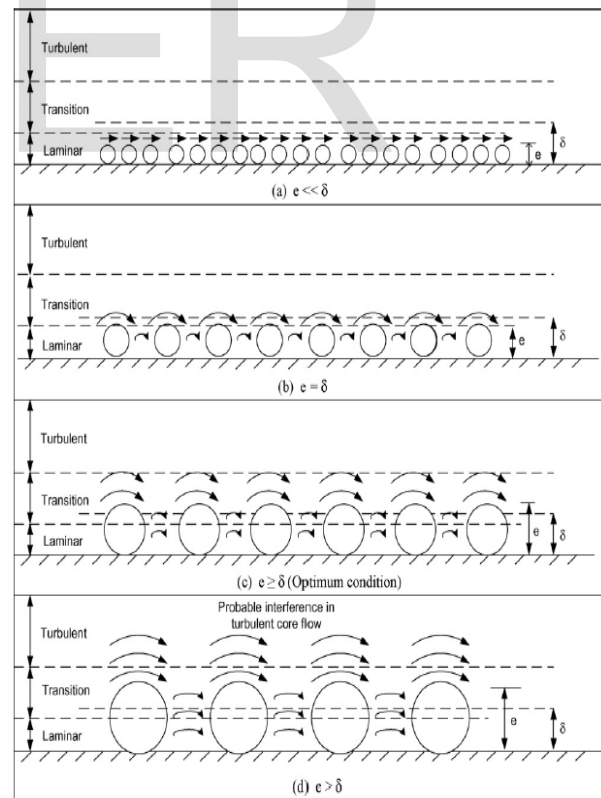 ER
Turbulent
Transition
Laminar
e
δ
(a) e << δ
Turbulent
Transition
Laminar
e
δ
(b) e = δ
Turbulent
Transition
Laminar
e
δ
(c) e ≥ δ (Optimum condition)
Probable interference in
turbulent core flow
Turbulent
Transition
Laminar
e
δ
(d) e > δ